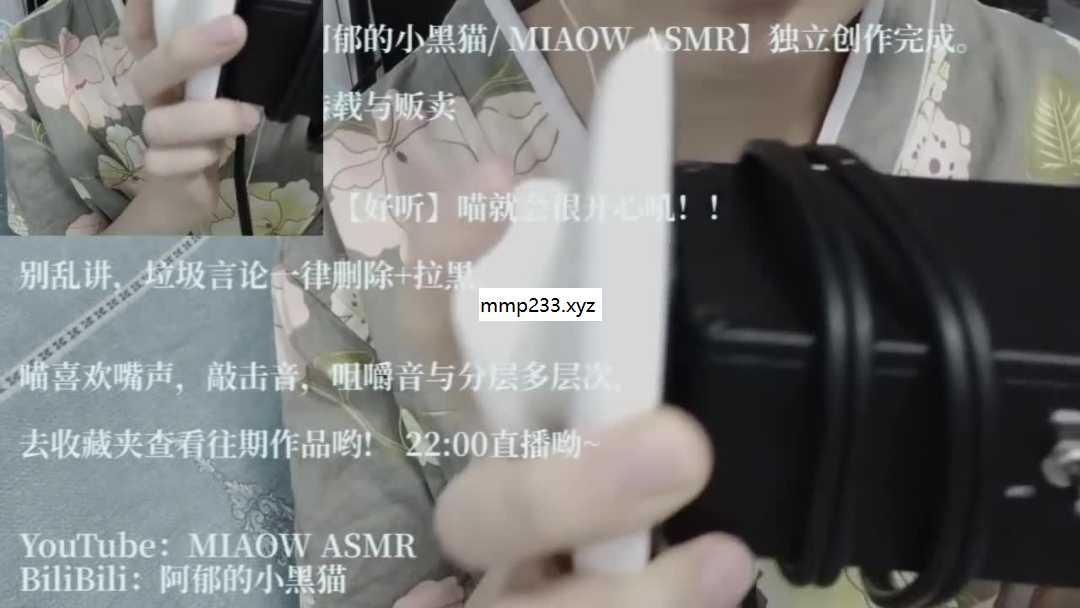 阿郁的小黑猫/ MIAOW ASMR】独立创作完成。
载与贩卖
【好听】喵就会很开心吼！！
别乱讲，垃圾言论一律删除+拉黑
mmp233.xyz
喵喜欢嘴声，敲击音，咀嚼音与分层多层次，
去收藏夹查看往期作品哟！ 22:00直播呦~
YouTube：MIAOW ASMR
BiliBili：阿郁的小黑猫